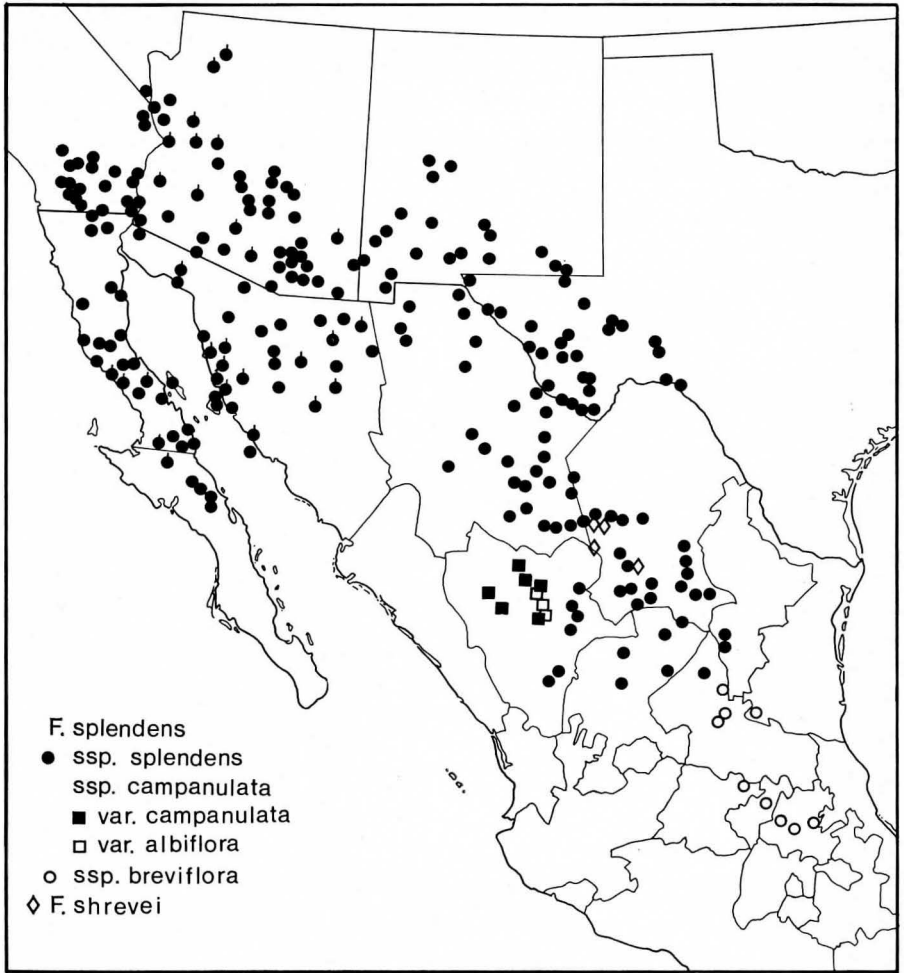 F. splendens
ssp. splendens
ssp. campanulata
var. campanulata
var. albiflora
ssp. breviflora
F. shrevei